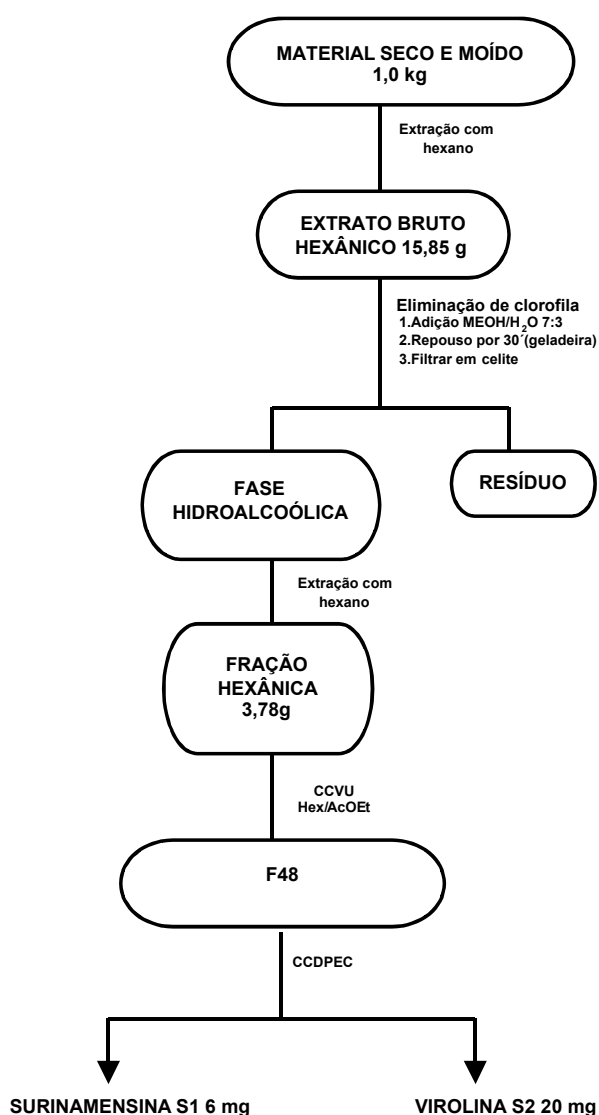 MATERIAL SECO E MOÍDO
1,0 kg
Extração com
hexano
EXTRATO BRUTO
HEXÂNICO 15,85 g
Eliminação de clorofila
1.Adição MEOH/H2O 7:3
2.Repouso por 30´(geladeira)
3.Filtrar em celite
FASE
HIDROALCOÓLICA
RESÍDUO
Extração com
hexano
FRAÇÃO
HEXÂNICA
3,78g
CCVU
Hex/AcOEt
F48
CCDPEC
SURINAMENSINA S1 6 mg
VIROLINA S2 20 mg